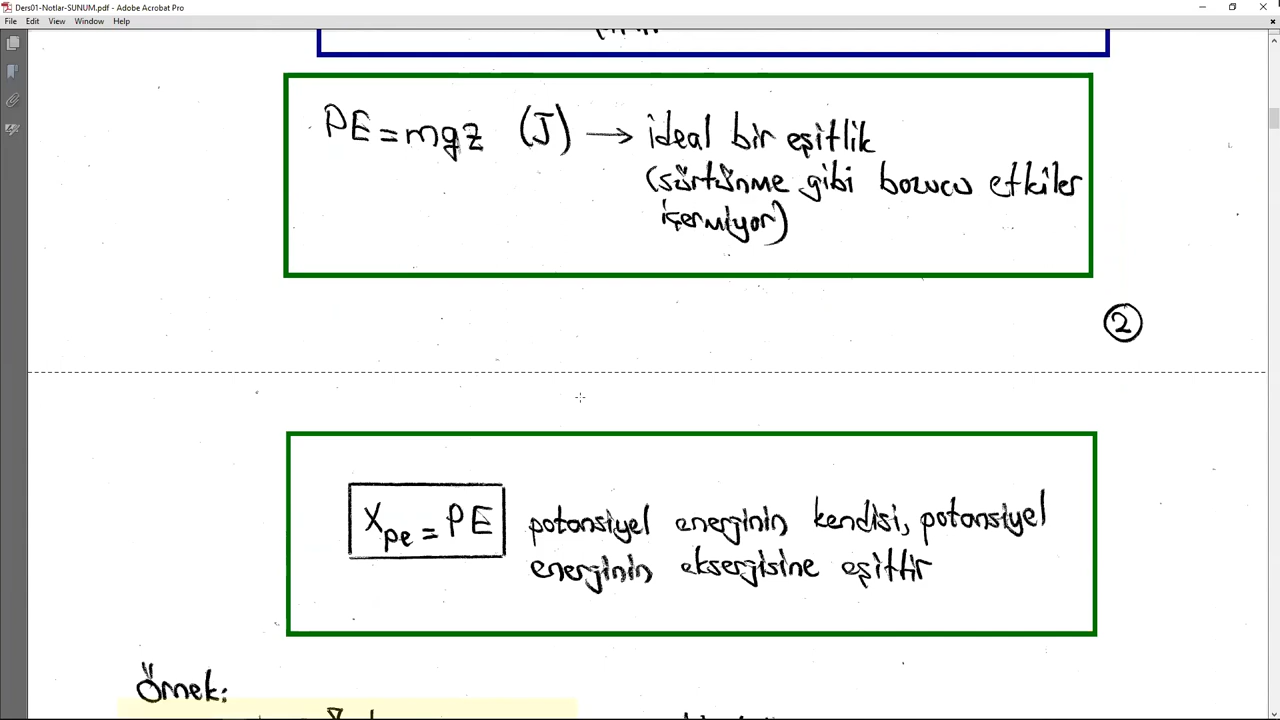 Ders01-Notlar-SUNUM.pdf - Adobe Acrobat Pro
File Edit View Window Help
PE = mgz (J) → ideal bir eşitlik
(sürtünme gibi bozucu etkiler
içermiyor)
2
Xpe = PE potansiyel enerjinin kendisi, potansiyel
enerjinin eksergisine eşittir
Örnek: